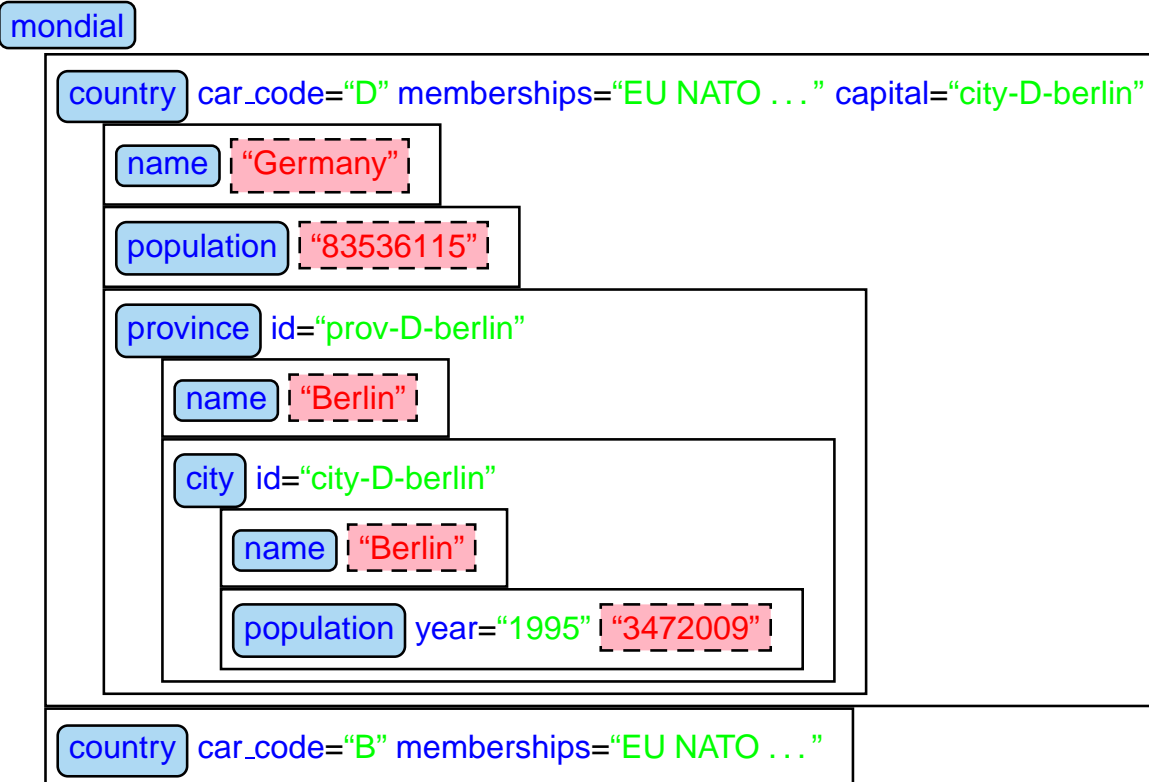 mondial
country car_code=“D” memberships=“EU NATO . . . ” capital=“city-D-berlin”
name “Germany”
population “83536115”
province id=“prov-D-berlin”
name “Berlin”
city id=“city-D-berlin”
name “Berlin”
population year=“1995” “3472009”
country car_code=“B” memberships=“EU NATO . . . ”